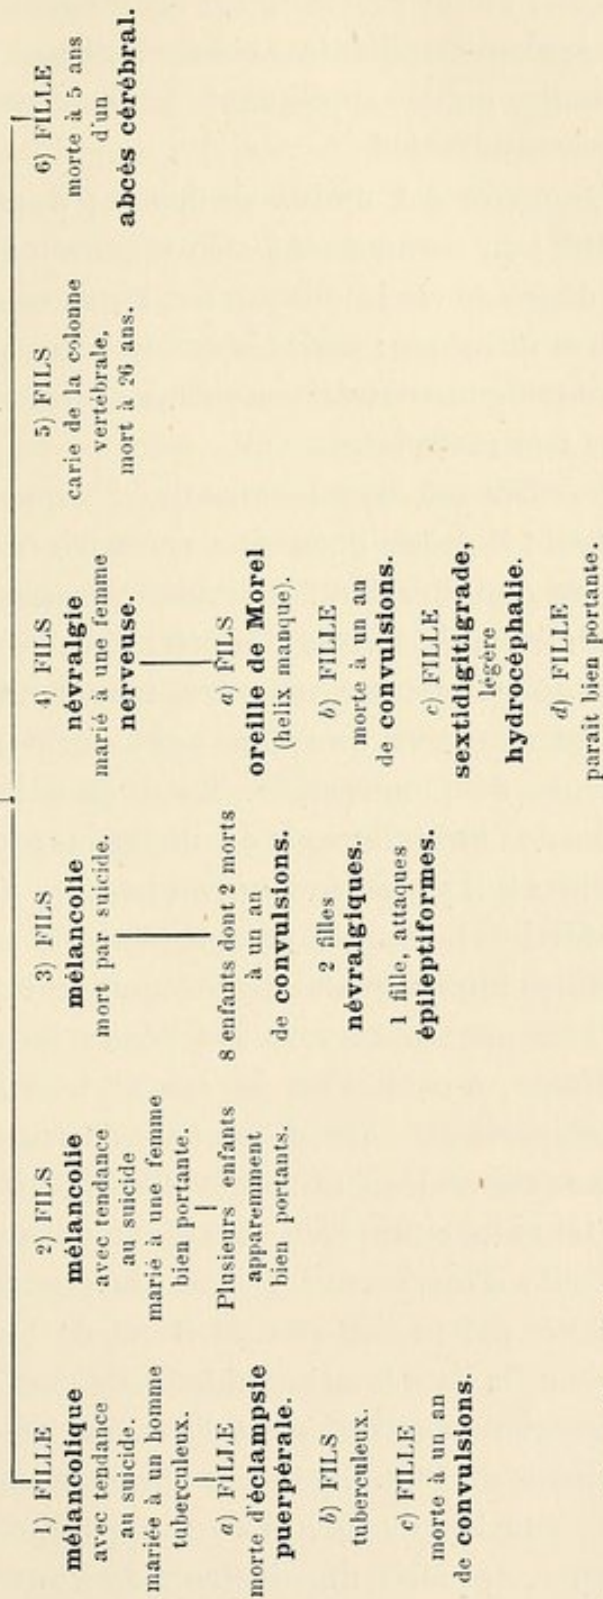 1) FILLE
mélancolique
avec tendance
au suicide.
mariée à un homme
tuberculeux.
a) FILLE
morte d'éclampsie
puerpérale.
b) FILS
tuberculeux.
c) FILLE
morte à un an
de convulsions.
2) FILS
mélancolie
avec tendance
au suicide
marié à une femme
bien portante.
Plusieurs enfants
apparemment
bien portants.
3) FILS
mélancolie
mort par suicide.
8 enfants dont 2 morts
à un an
de convulsions.
2 filles
névralgiques.
1 fille, attaques
épileptiformes.
4) FILS
névralgie
marié à une femme
nerveuse.
a) FILS
oreille de Morel
(helix manque).
b) FILLE
morte à un an
de convulsions.
c) FILLE
sextidigitigrade,
légère
hydrocéphalie.
d) FILLE
parait bien portante.
5) FILS
carie de la colonne
vertébrale.
mort à 26 ans.
6) FILLE
morte à 5 ans
d'un
abcès cérébral.